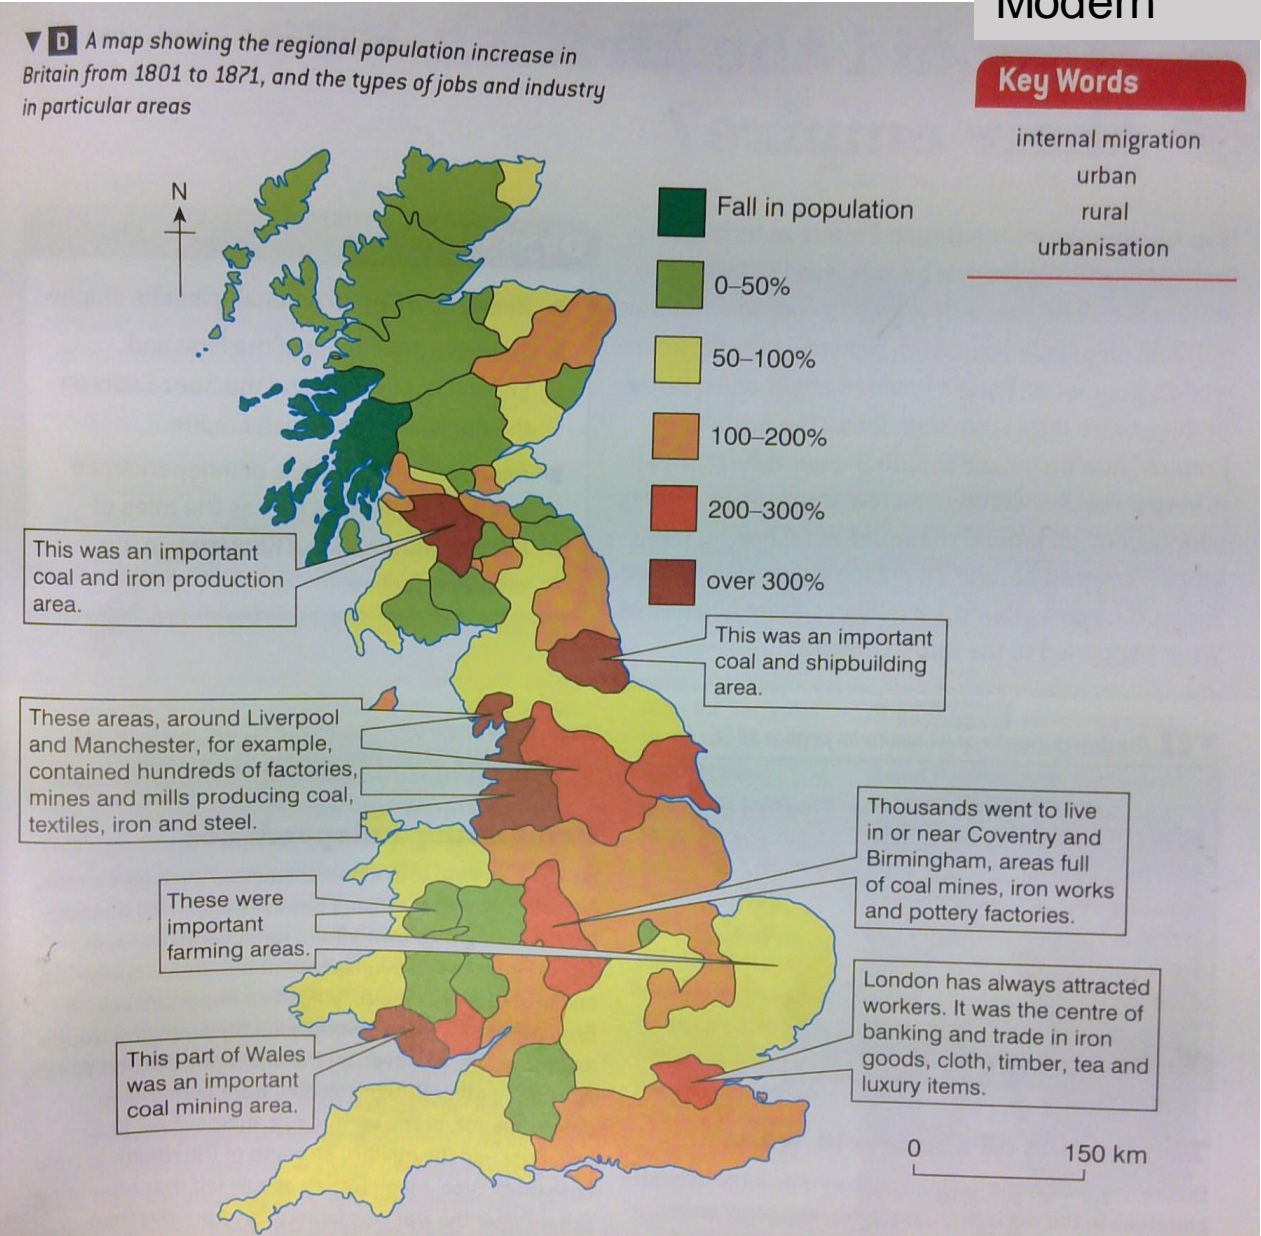 Modern
▼ D A map showing the regional population increase in
Britain from 1801 to 1871, and the types of jobs and industry
in particular areas
Key Words
internal migration
urban
rural
urbanisation
N
Fall in population
0–50%
50–100%
100–200%
200–300%
over 300%
This was an important
coal and iron production
area.
This was an important
coal and shipbuilding
area.
These areas, around Liverpool
and Manchester, for example,
contained hundreds of factories,
mines and mills producing coal,
textiles, iron and steel.
Thousands went to live
in or near Coventry and
Birmingham, areas full
of coal mines, iron works
and pottery factories.
These were
important
farming areas.
London has always attracted
workers. It was the centre of
banking and trade in iron
goods, cloth, timber, tea and
luxury items.
This part of Wales
was an important
coal mining area.
0 150 km